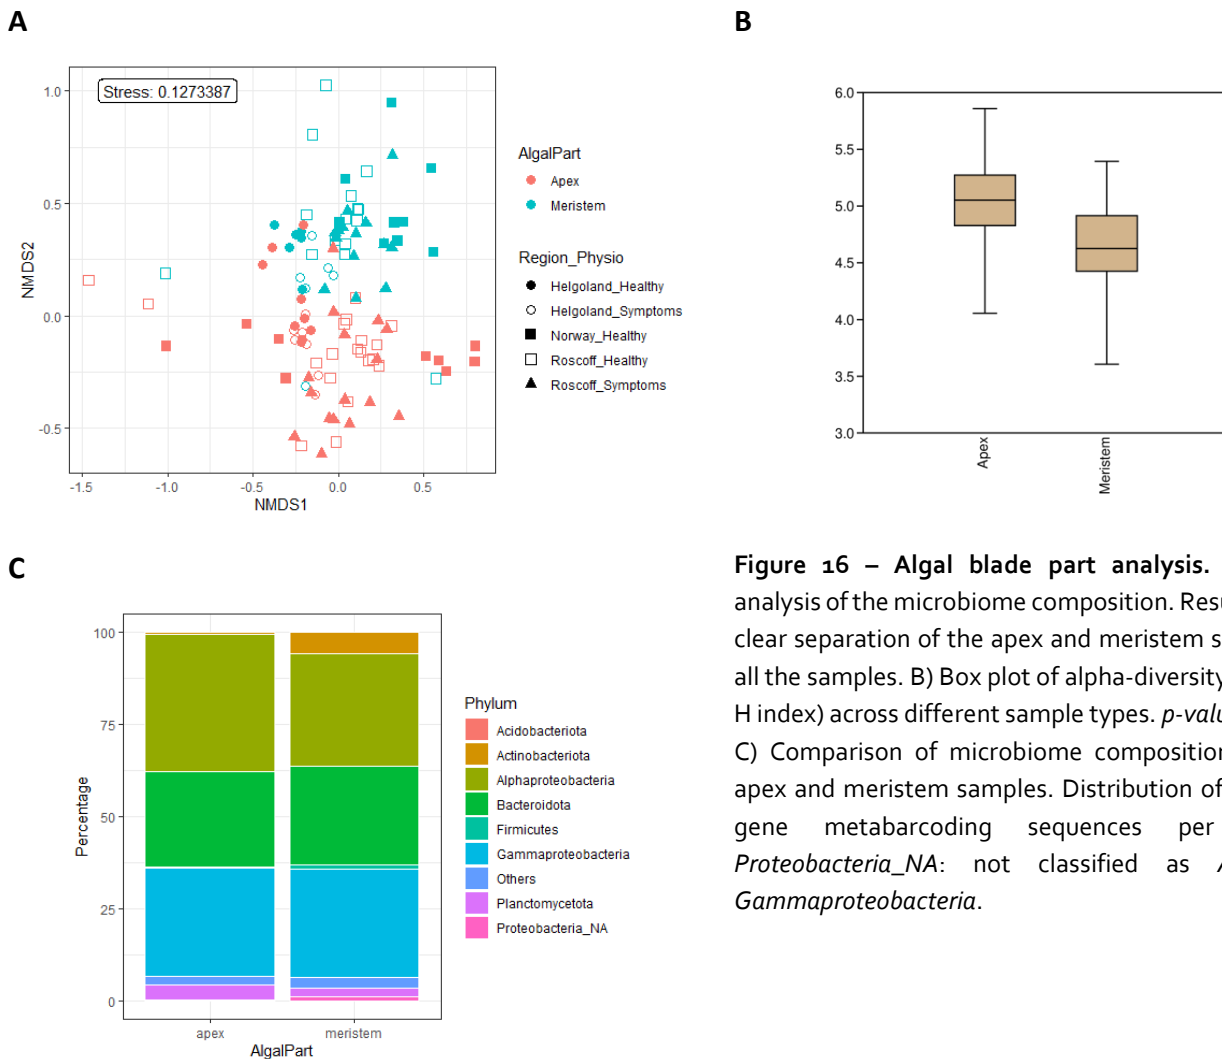 A
Stress: 0.1273387
1.0
0.5
0.0
-0.5
NMDS2
-1.5
-1.0
-0.5
0.0
0.5
NMDS1
AlgalPart
Apex
Meristem
Region_Physio
Helgoland_Healthy
Helgoland_Symptoms
Norway_Healthy
Roscoff_Healthy
Roscoff_Symptoms
B
6.0
5.5
5.0
4.5
4.0
3.5
3.0
Apex
Meristem
C
100
75
50
25
0
Percentage
apex
meristem
AlgalPart
Phylum
Acidobacteriota
Actinobacteriota
Alphaproteobacteria
Bacteroidota
Firmicutes
Gammaproteobacteria
Others
Planctomycetota
Proteobacteria_NA
Figure 16 – Algal blade part analysis.
analysis of the microbiome composition.
clear separation of the apex and meristem
all the samples. B) Box plot of alpha-diversity
H index) across different sample types.
C) Comparison of microbiome composition
apex and meristem samples. Distribution of
gene metabarcoding sequences per
Proteobacteria_NA: not classified as
Gammaproteobacteria.